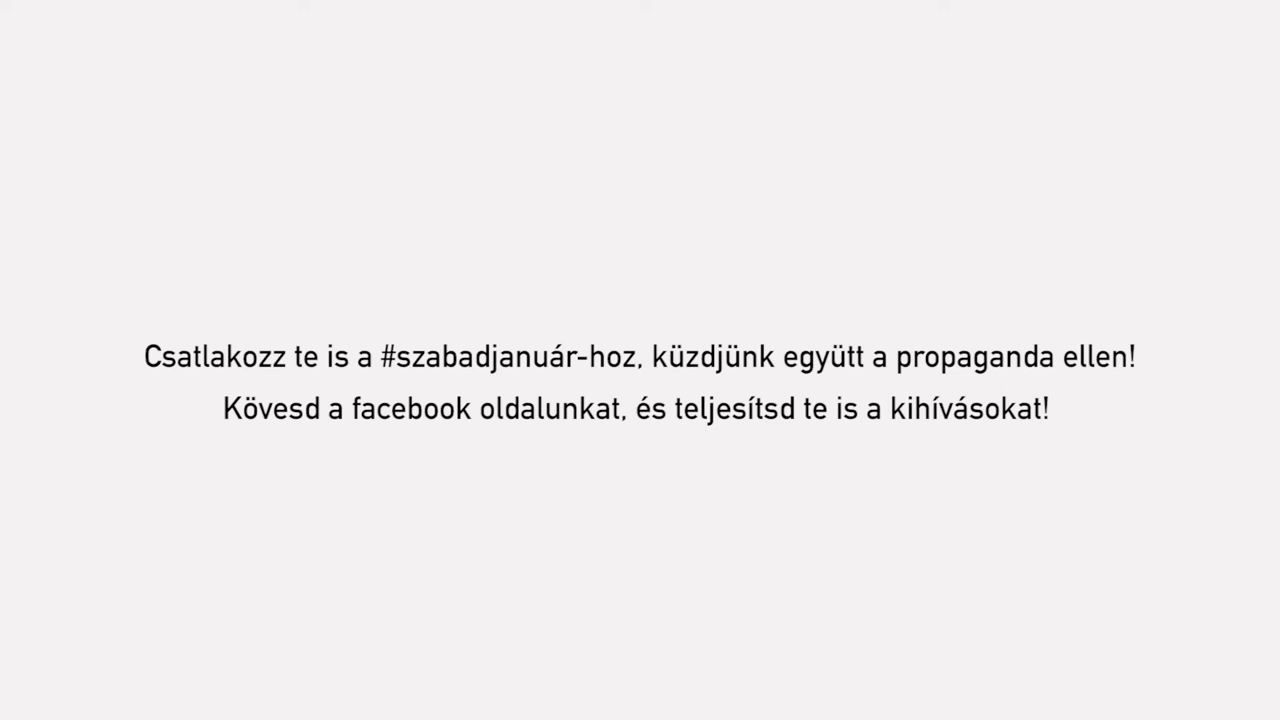 Csatlakozz te is a #szabadjanuár-hoz, küzdjünk együtt a propaganda ellen!
Kövesd a facebook oldalunkat, és teljesítsd te is a kihívásokat!